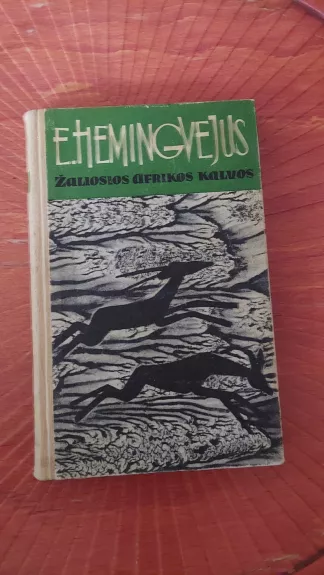 E. HEMINGVEJUS
Žaliosios Afrikos kalvos